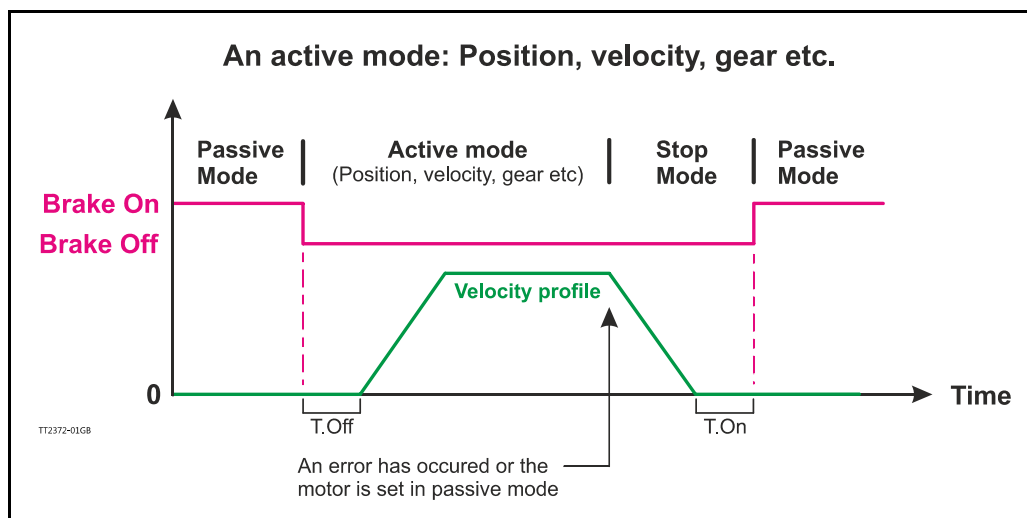 An active mode: Position, velocity, gear etc.
Passive
Mode
Active mode
(Position, velocity, gear etc)
Stop
Mode
Passive
Mode
Brake On
Brake Off
Velocity profile
0
Time
T.Off
T.On
TT2372-01GB
An error has occured or the
motor is set in passive mode